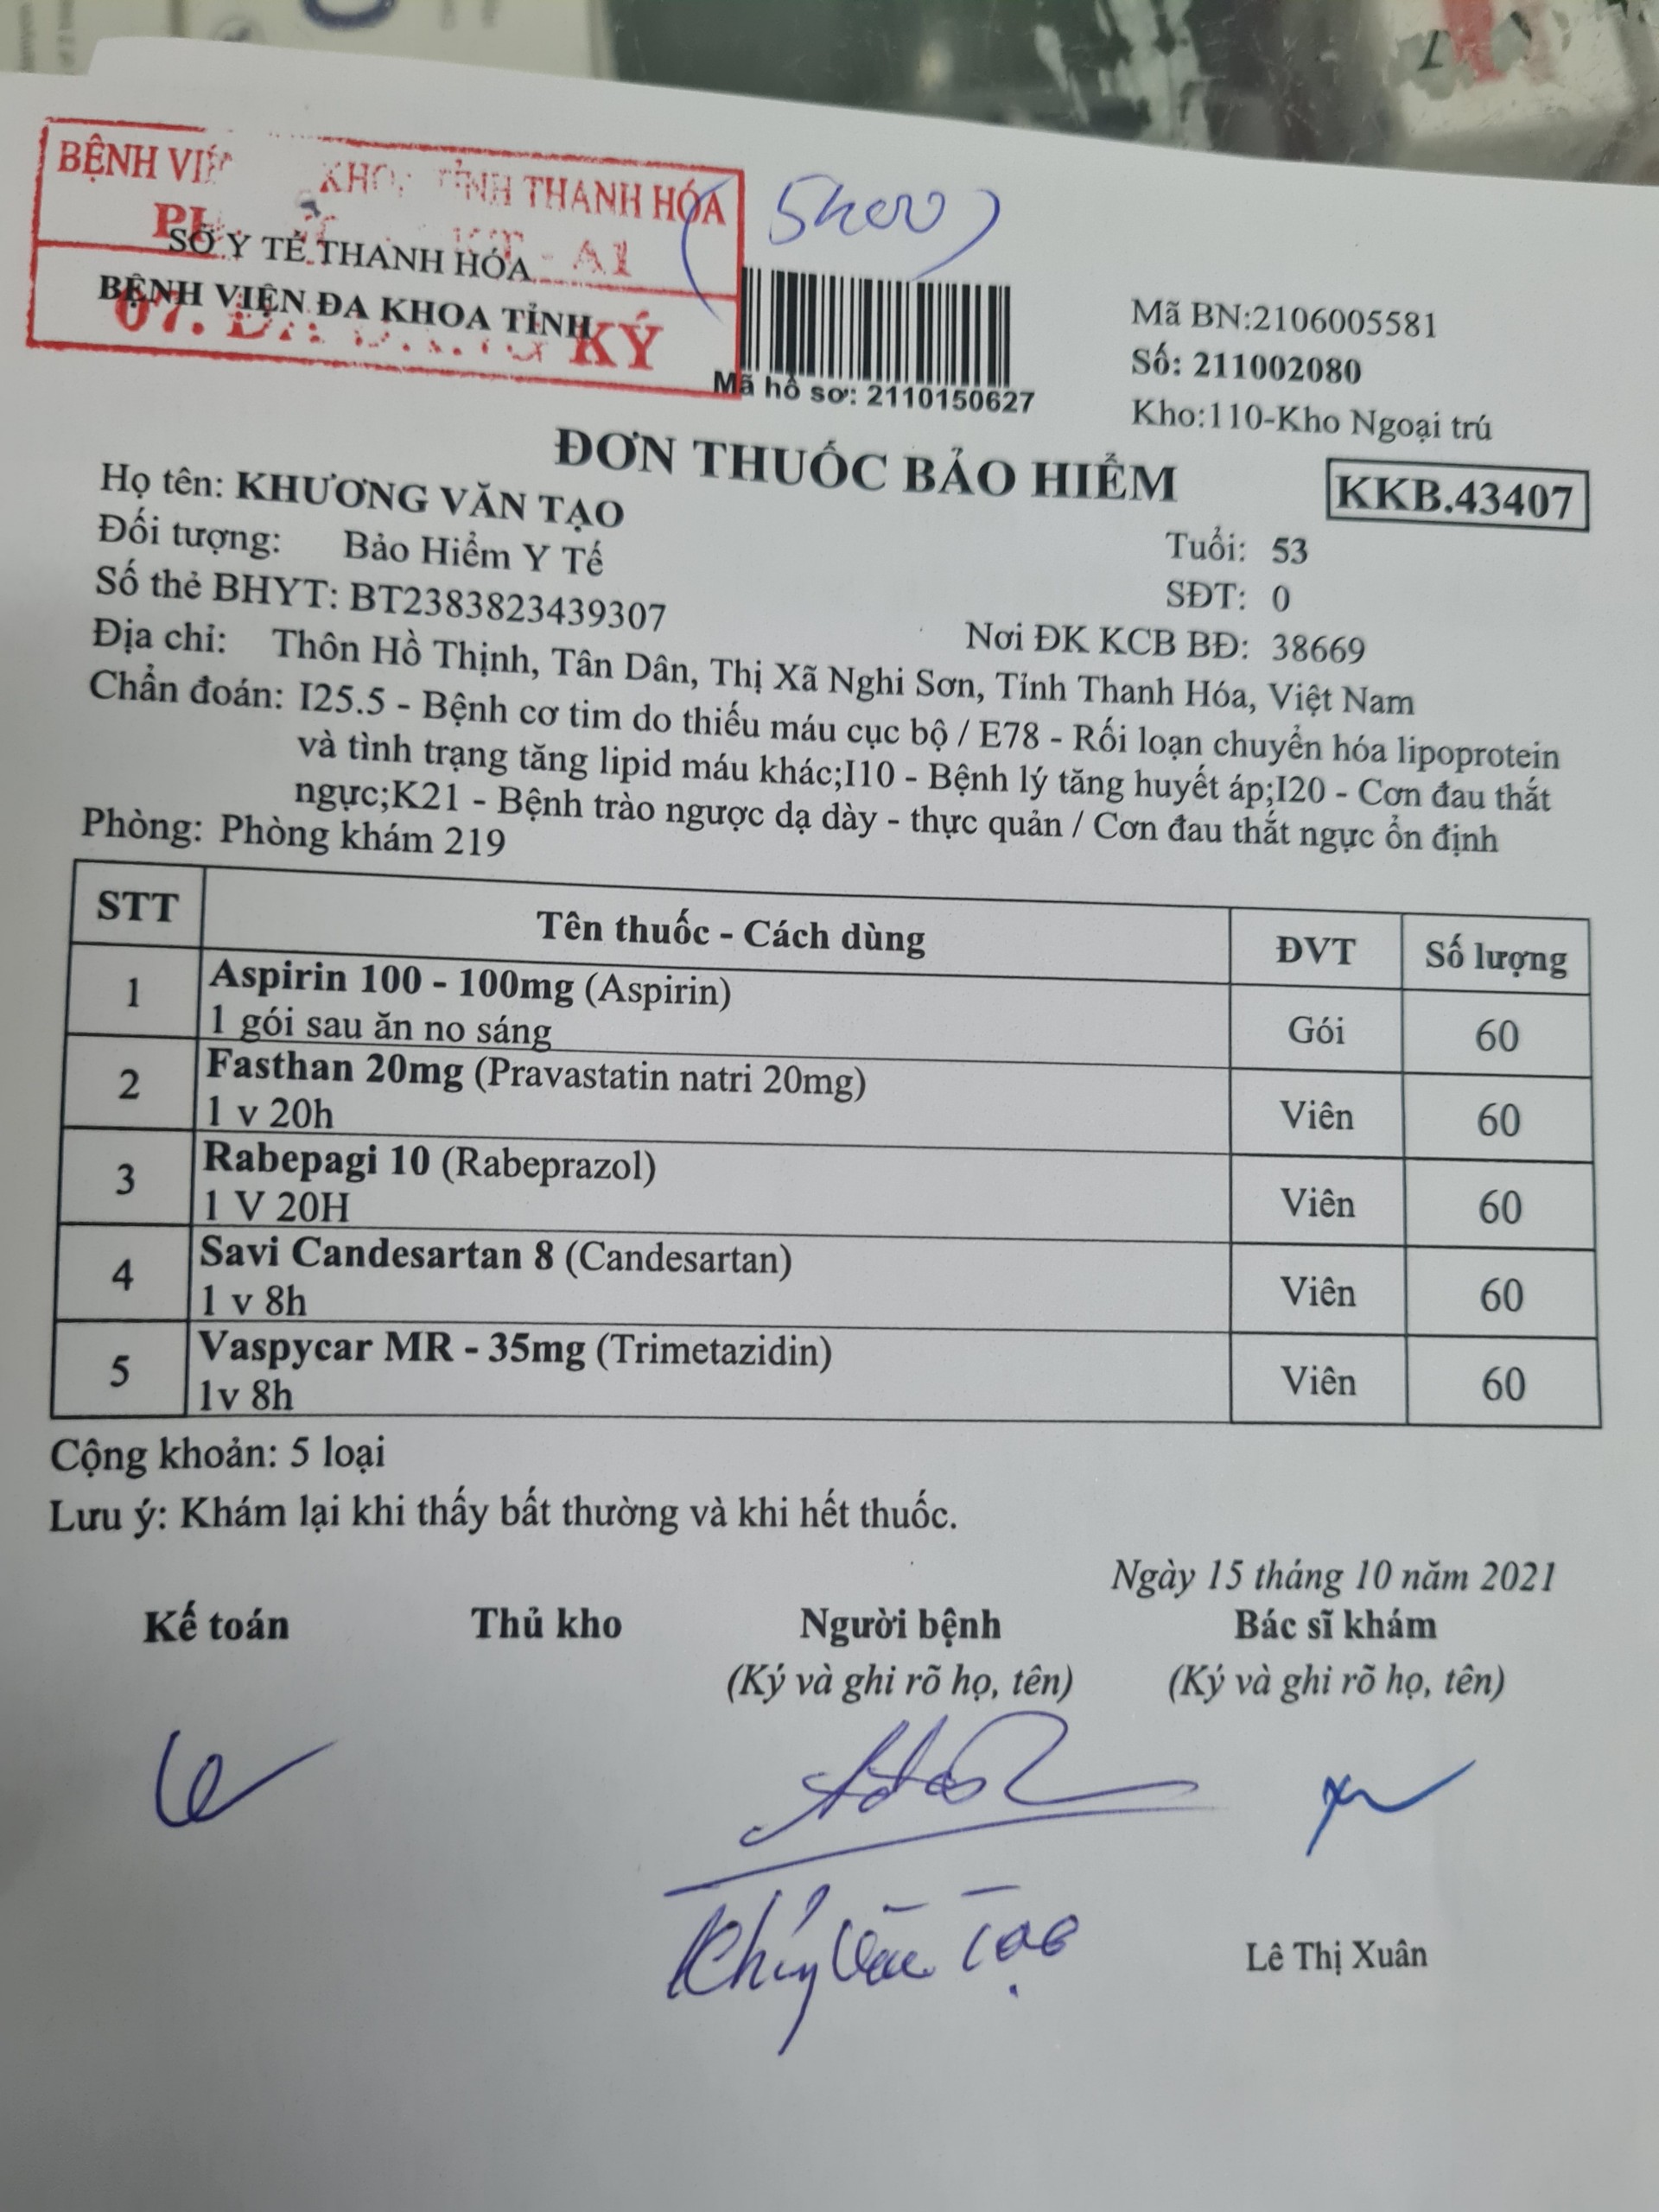 BỆNH VIỆN KHOA TỈNH THANH HÓA
A1
KÝ
SỞ Y TẾ THANH HÓA
BỆNH VIỆN ĐA KHOA TỈNH
Mã hồ sơ: 2110150627
Mã BN:2106005581
Số: 211002080
Kho:110-Kho Ngoại trú
ĐƠN THUỐC BẢO HIỂM
KKB.43407
Họ tên: KHƯƠNG VĂN TẠO
Tuổi: 53
Đối tượng: Bảo Hiểm Y Tế
SĐT: 0
Số thẻ BHYT: BT2383823439307
Nơi ĐK KCB BĐ: 38669
Địa chỉ: Thôn Hồ Thịnh, Tân Dân, Thị Xã Nghi Sơn, Tỉnh Thanh Hóa, Việt Nam
Chẩn đoán: I25.5 - Bệnh cơ tim do thiếu máu cục bộ / E78 - Rối loạn chuyển hóa lipoprotein
và tình trạng tăng lipid máu khác;I10 - Bệnh lý tăng huyết áp;I20 - Cơn đau thắt
ngực;K21 - Bệnh trào ngược dạ dày - thực quản / Cơn đau thắt ngực ổn định
Phòng: Phòng khám 219
STT Tên thuốc - Cách dùng ĐVT Số lượng
1 Aspirin 100 - 100mg (Aspirin) Gói 60
1 gói sau ăn no sáng
2 Fasthan 20mg (Pravastatin natri 20mg) Viên 60
1 v 20h
3 Rabepagi 10 (Rabeprazol) Viên 60
1 V 20H
4 Savi Candesartan 8 (Candesartan) Viên 60
1 v 8h
5 Vaspycar MR - 35mg (Trimetazidin) Viên 60
1v 8h
Cộng khoản: 5 loại
Lưu ý: Khám lại khi thấy bất thường và khi hết thuốc.
Ngày 15 tháng 10 năm 2021
Kế toán Thủ kho Người bệnh Bác sĩ khám
(Ký và ghi rõ họ, tên) (Ký và ghi rõ họ, tên)
Văn Tạo
Lê Thị Xuân